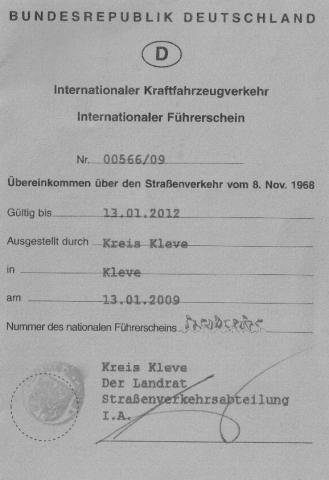 BUNDESREPUBLIK DEUTSCHLAND
D
Internationaler Kraftfahrzeugverkehr
Internationaler Führerschein
Nr. 00566/09
Übereinkommen über den Straßenverkehr vom 8. Nov. 1968
Gültig bis 13.01.2012
Ausgestellt durch Kreis Kleve
in Kleve
am 13.01.2009
Nummer des nationalen Führerscheins
Kreis Kleve
Der Landrat
Straßenverkehrsabteilung
I.A.